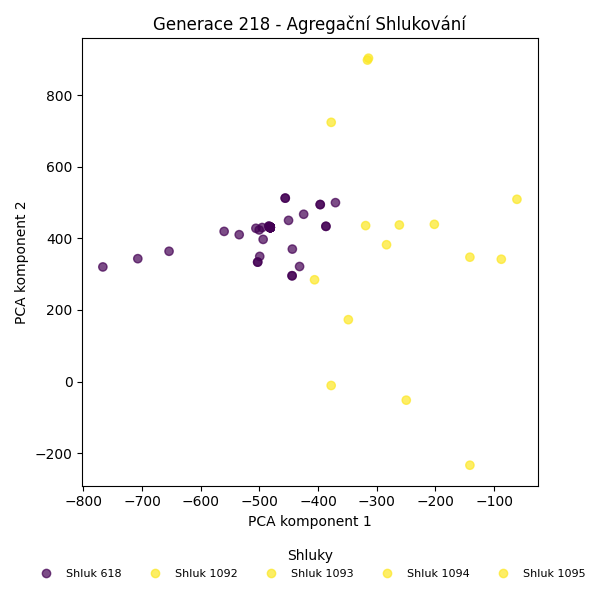 Generace 218 - Agregační Shlukování
PCA komponent 2
800
600
400
200
0
−200
−800 −700 −600 −500 −400 −300 −200 −100
PCA komponent 1
Shluky
Shluk 618 Shluk 1092 Shluk 1093 Shluk 1094 Shluk 1095